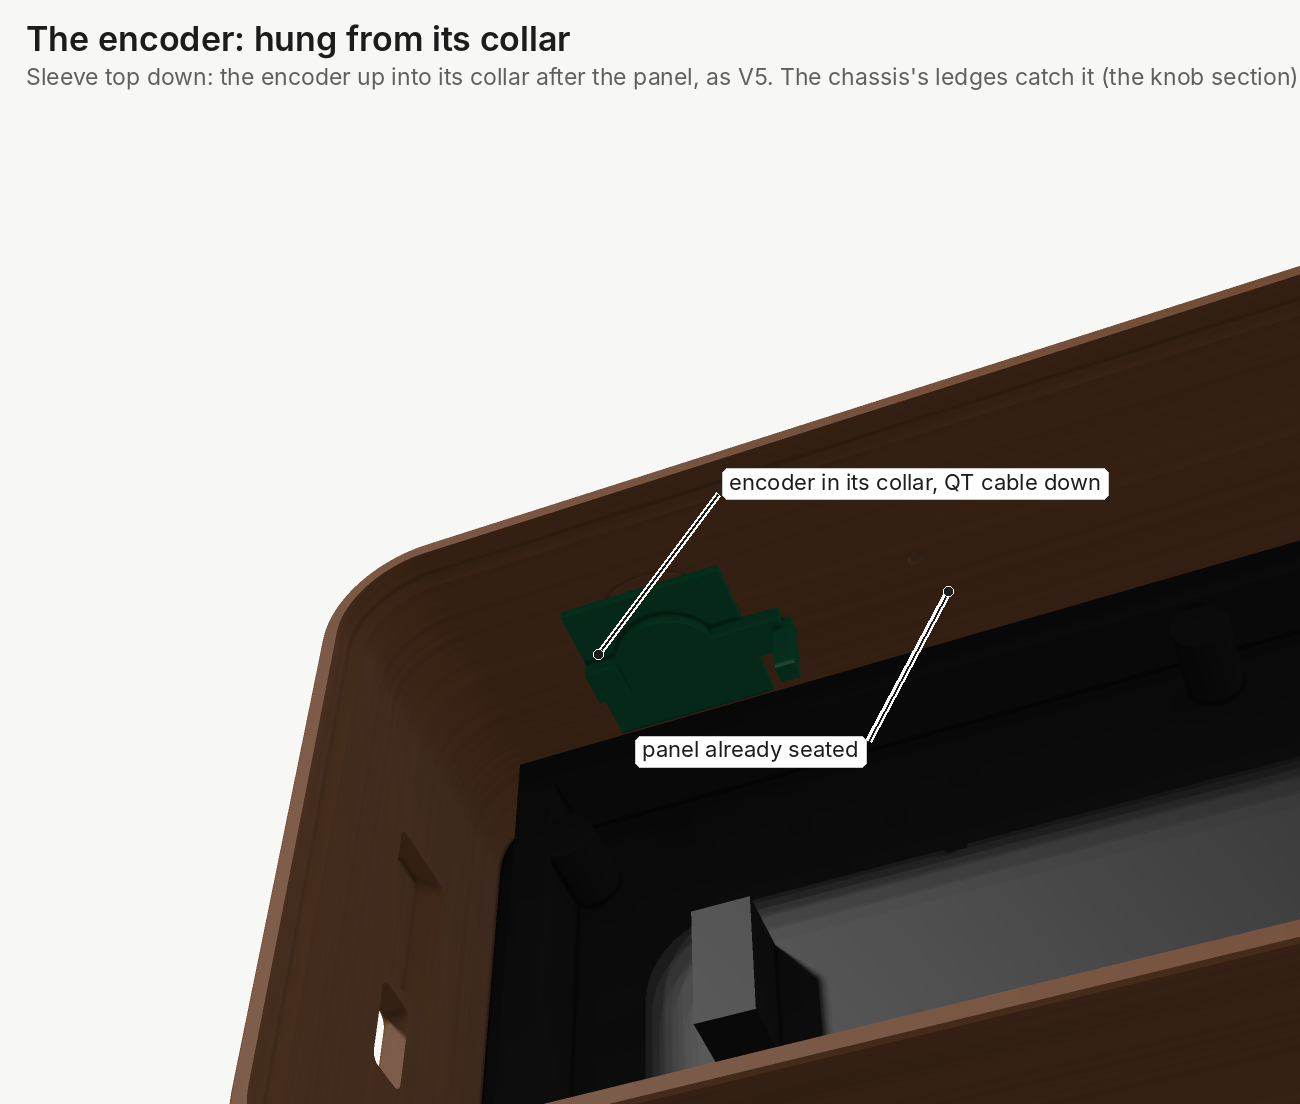 The encoder: hung from its collar
Sleeve top down: the encoder up into its collar after the panel, as V5. The chassis's ledges catch it (the knob section)
encoder in its collar, QT cable down
panel already seated